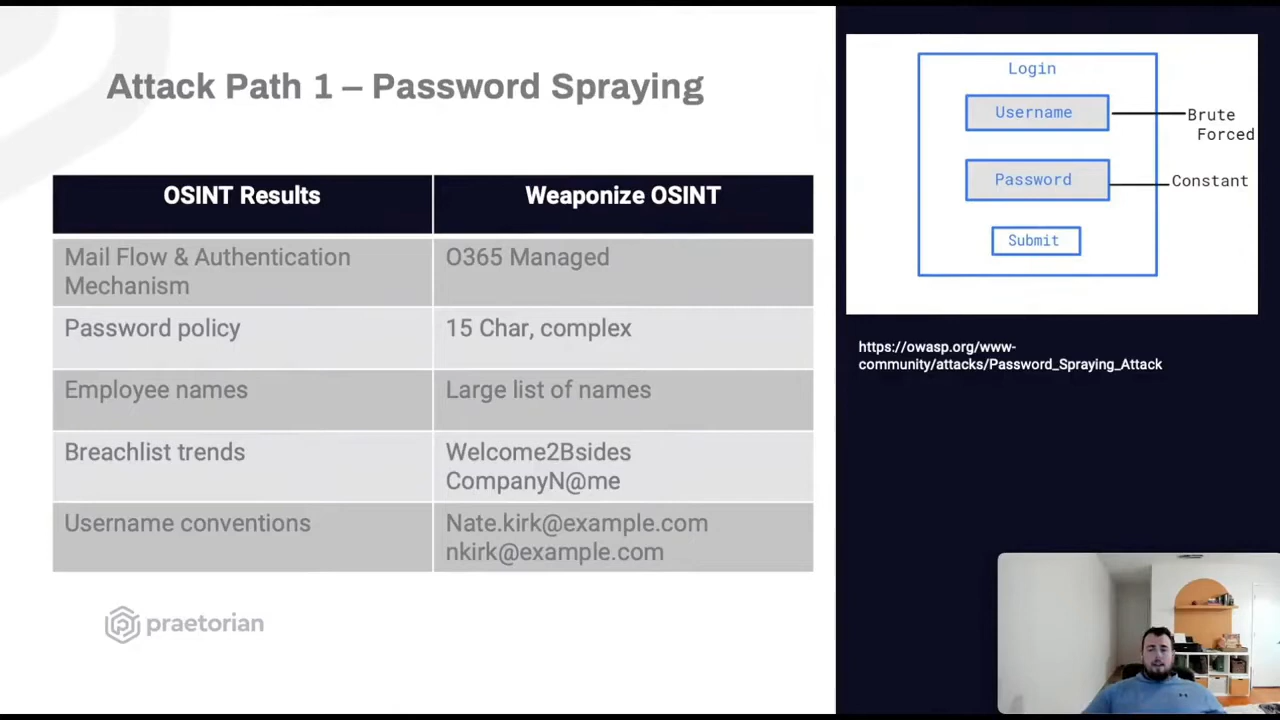 Attack Path 1 – Password Spraying
OSINT Results
Weaponize OSINT
Mail Flow & Authentication
Mechanism
O365 Managed
Password policy
15 Char, complex
Employee names
Large list of names
Breachlist trends
Welcome2Bsides
CompanyN@me
Username conventions
Nate.kirk@example.com
nkirk@example.com
praetorian
Login
Username
Brute
Forced
Password
Constant
Submit
https://owasp.org/www-
community/attacks/Password_Spraying_Attack